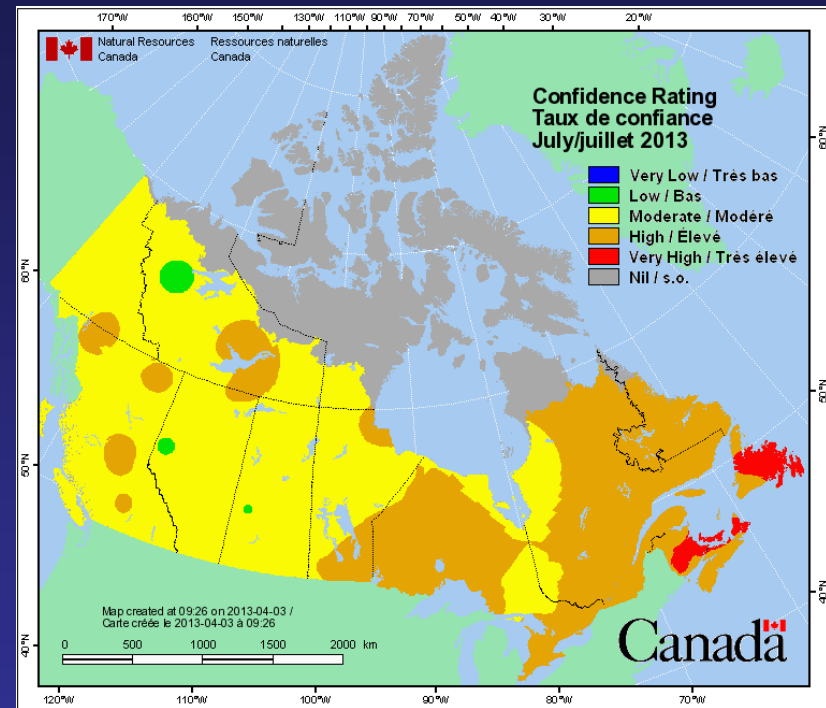 170°W 160°W 150°W 140°W 130°W 120°W 110°W 90°W 70°W 50°W 40°W 30°W 20°W
Natural Resources Ressources naturelles
Canada Canada
Confidence Rating
Taux de confiance
July/juillet 2013
Very Low / Très bas
Low / Bas
Moderate / Modéré
High / Élevé
Very High / Très élevé
Nil / s.o.
60°N
60°N
50°N
50°N
40°N
40°N
Map created at 09:26 on 2013-04-03 /
Carte créée le 2013-04-03 à 09:26
0 500 1000 1500 2000 km
Canada
120°W 110°W 100°W 90°W 80°W 70°W